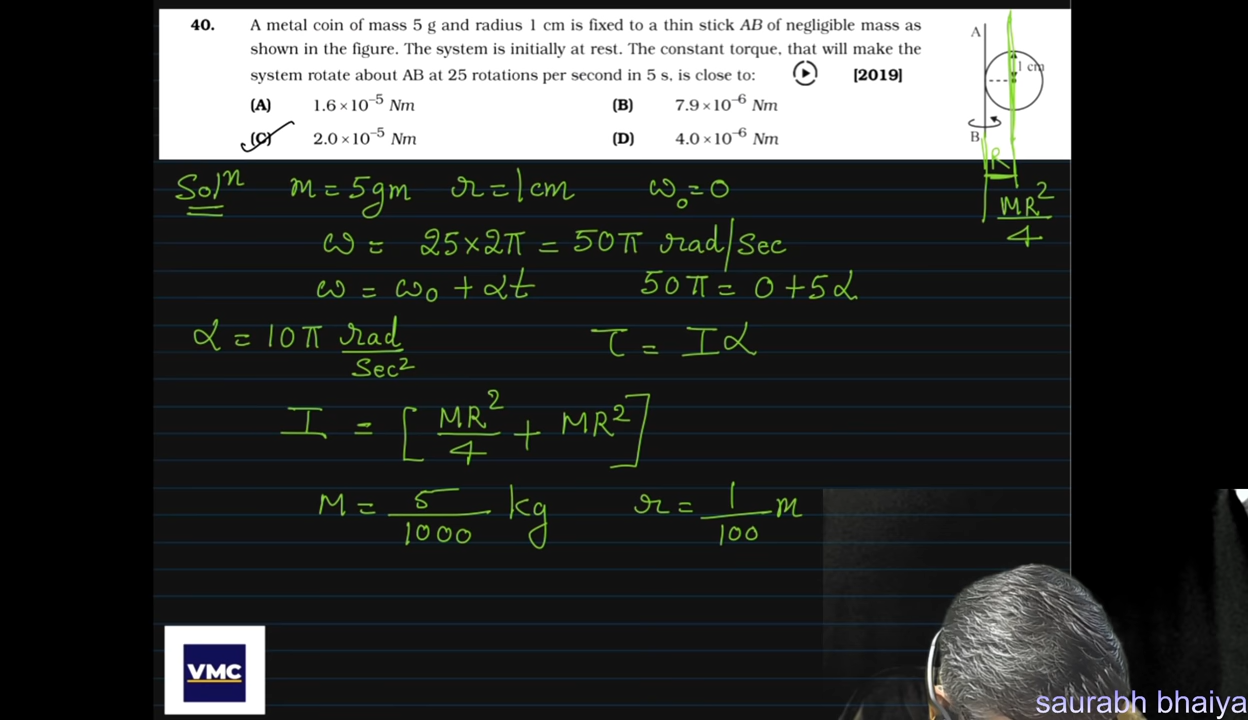 40. A metal coin of mass 5 g and radius 1 cm is fixed to a thin stick AB of negligible mass as
shown in the figure. The system is initially at rest. The constant torque, that will make the
system rotate about AB at 25 rotations per second in 5 s, is close to: [2019]
(A) 1.6 × 10⁻⁵ Nm (B) 7.9 × 10⁻⁶ Nm
(C) 2.0 × 10⁻⁵ Nm (D) 4.0 × 10⁻⁶ Nm
A
1 cm
B
R
MR²/4
Solⁿ m = 5gm r = 1cm ω₀ = 0
ω = 25×2π = 50π rad/Sec
ω = ω₀ + αt 50π = 0 + 5α
α = 10π rad/Sec² τ = Iα
I = [MR²/4 + MR²]
M = 5/1000 kg r = 1/100 m
VMC
saurabh bhaiya